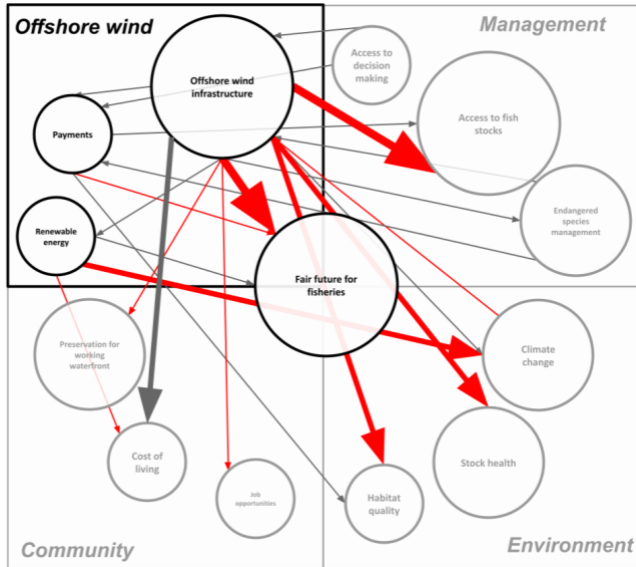 Offshore wind
Management
Offshore wind
infrastructure
Access to
decision
making
Access to fish
stocks
Payments
Endangered
species
management
Renewable
energy
Fair future for
fisheries
Preservation for
working
waterfront
Climate
change
Cost of
living
Stock health
Job
opportunities
Habitat
quality
Community
Environment